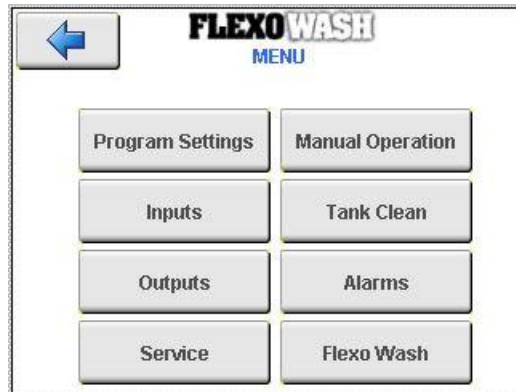 FLEXOWASH
MENU
Program Settings
Manual Operation
Inputs
Tank Clean
Outputs
Alarms
Service
Flexo Wash